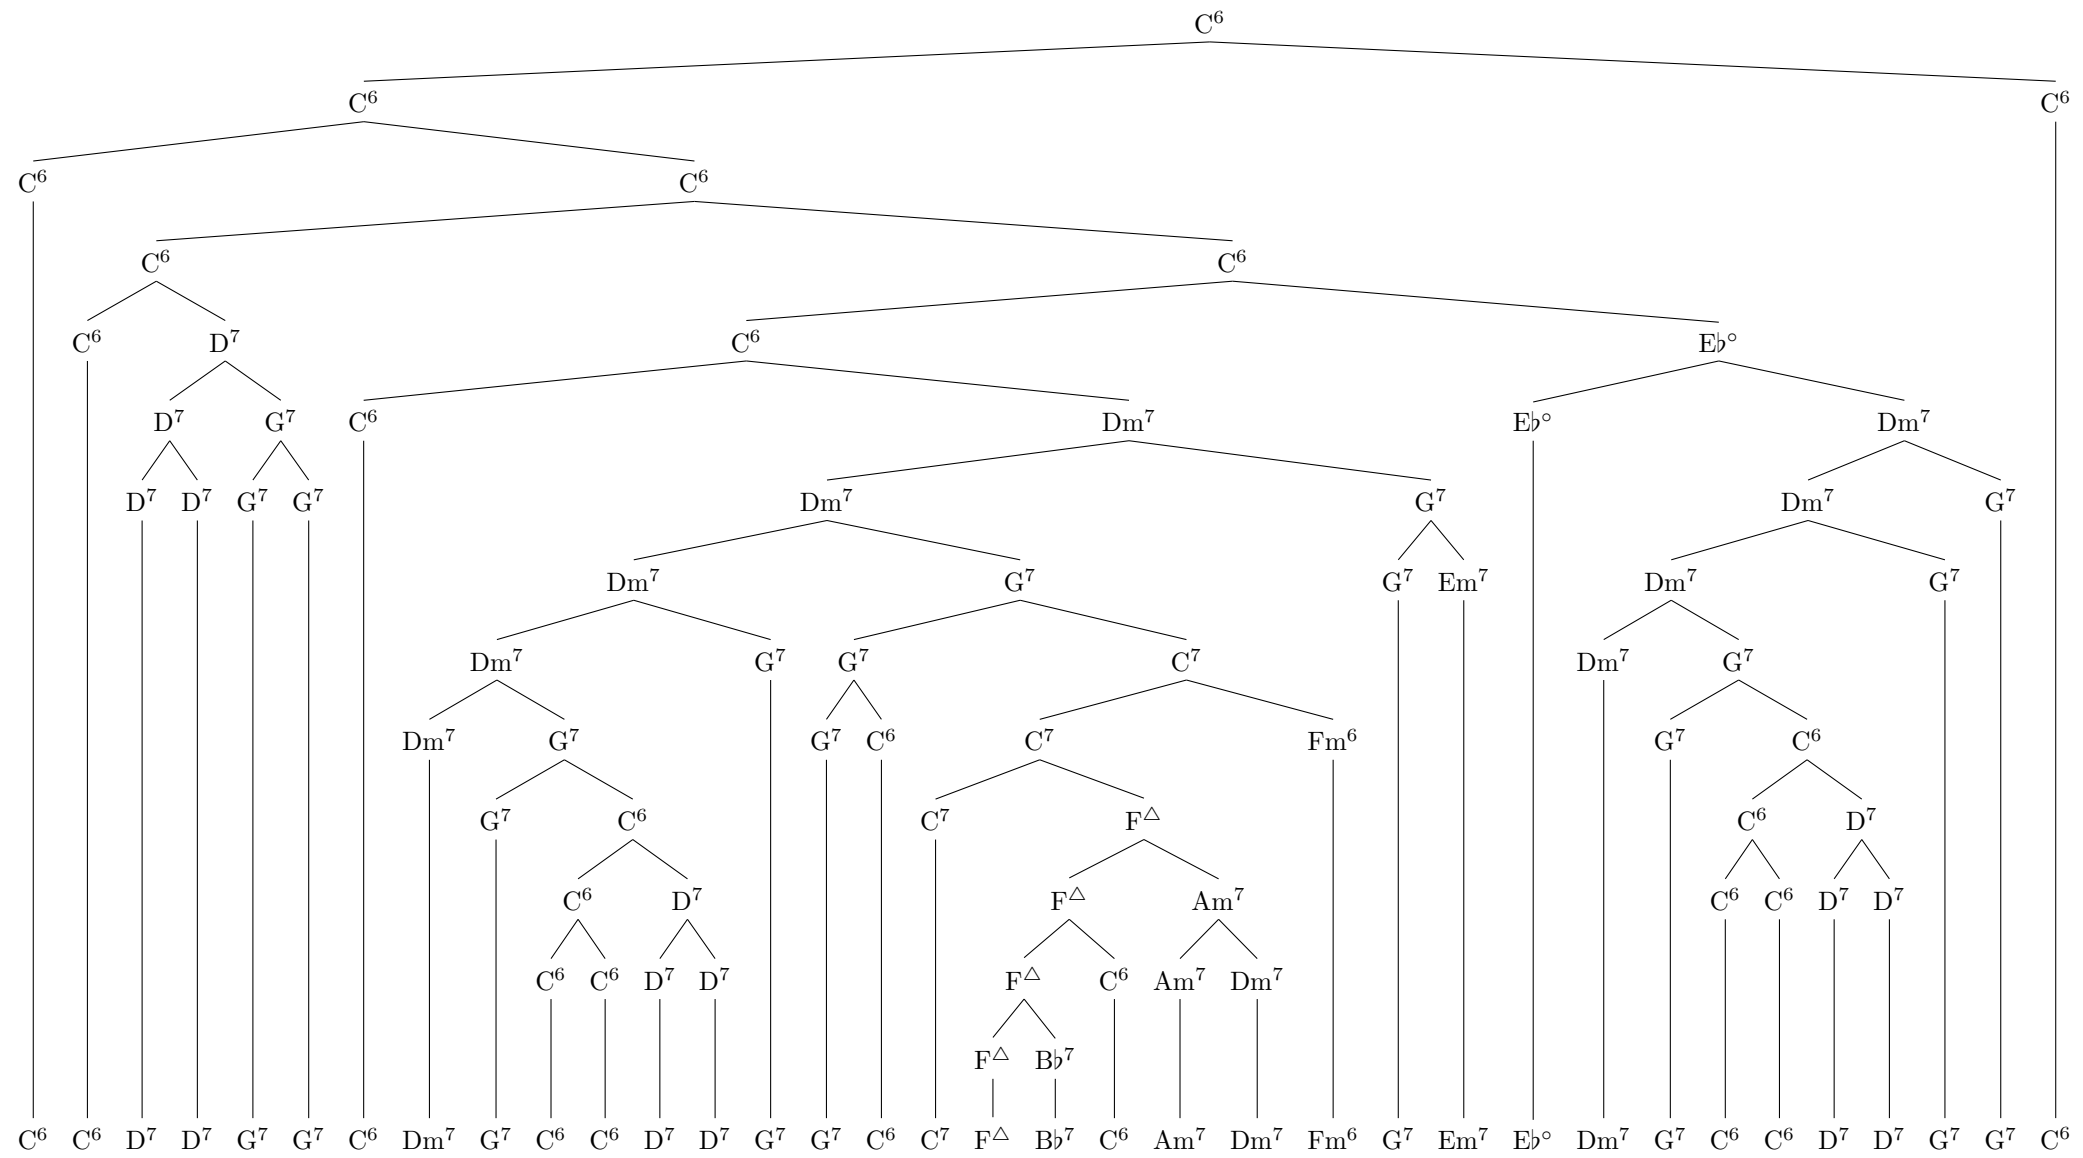 C⁶
C⁶ C⁶
C⁶ C⁶
C⁶ C⁶
C⁶ D⁷ C⁶ E♭°
D⁷ G⁷ C⁶ Dm⁷ E♭° Dm⁷
D⁷ D⁷ G⁷ G⁷ Dm⁷ G⁷ Dm⁷ G⁷
Dm⁷ G⁷ G⁷ Em⁷ Dm⁷ G⁷
Dm⁷ G⁷ G⁷ C⁷ Dm⁷ G⁷
Dm⁷ G⁷ G⁷ C⁶ C⁷ Fm⁶ G⁷ C⁶
G⁷ C⁶ C⁷ F△ C⁶ D⁷
C⁶ D⁷ F△ Am⁷ C⁶ C⁶ D⁷ D⁷
C⁶ C⁶ D⁷ D⁷ F△ C⁶ Am⁷ Dm⁷
F△ B♭⁷
C⁶ C⁶ D⁷ D⁷ G⁷ G⁷ C⁶ Dm⁷ G⁷ C⁶ C⁶ D⁷ D⁷ G⁷ G⁷ C⁶ C⁷ F△ B♭⁷ C⁶ Am⁷ Dm⁷ Fm⁶ G⁷ Em⁷ E♭° Dm⁷ G⁷ C⁶ C⁶ D⁷ D⁷ G⁷ G⁷ C⁶